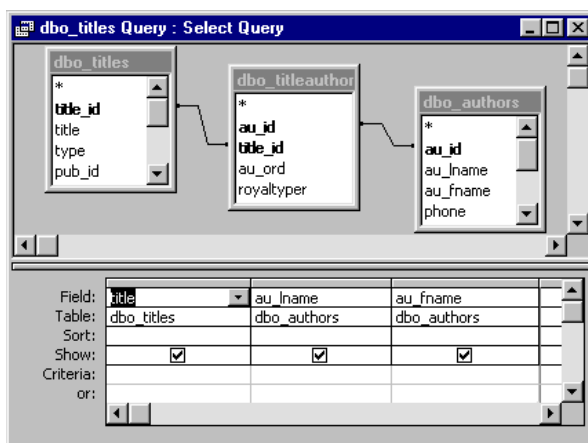 dbo_titles Query : Select Query
dbo_titles
*
title_id
title
type
pub_id
dbo_titleauthor
*
au_id
title_id
au_ord
royaltyper
dbo_authors
*
au_id
au_lname
au_fname
phone
Field: title au_lname au_fname
Table: dbo_titles dbo_authors dbo_authors
Sort:
Show:
Criteria:
or: